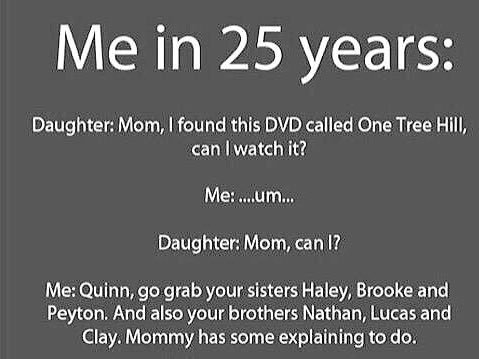 Me in 25 years:
Daughter: Mom, I found this DVD called One Tree Hill,
can I watch it?
Me: ....um...
Daughter: Mom, can I?
Me: Quinn, go grab your sisters Haley, Brooke and
Peyton. And also your brothers Nathan, Lucas and
Clay. Mommy has some explaining to do.